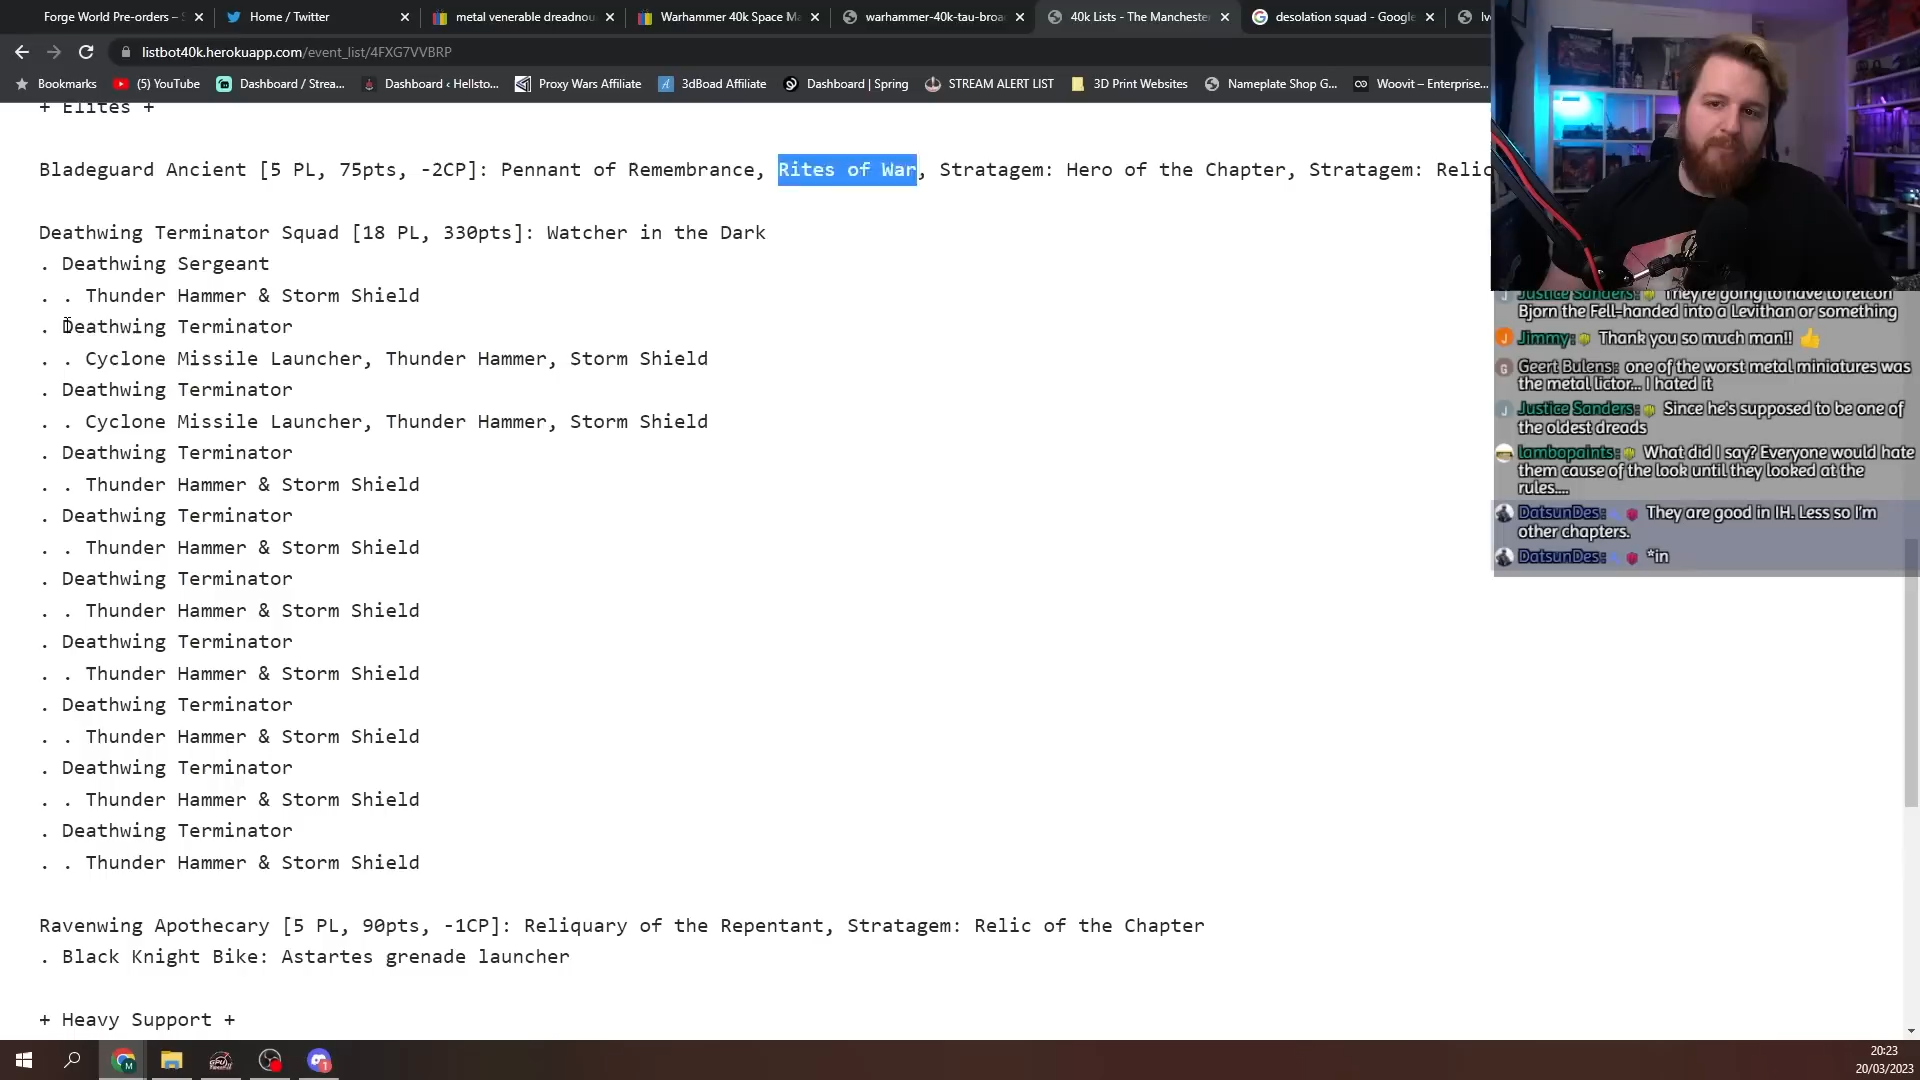 Forge World Pre-orders –
Home / Twitter
metal venerable dreadnou
Warhammer 40k Space Ma
warhammer-40k-tau-broa
40k Lists - The Mancheste
desolation squad - Google
listbot40k.herokuapp.com/event_list/4FXG7VVBRP
Bookmarks
(5) YouTube
Dashboard / Strea...
Dashboard ‹ Hellsto...
Proxy Wars Affiliate
3dBoad Affiliate
Dashboard | Spring
STREAM ALERT LIST
3D Print Websites
Nameplate Shop G...
Woovit – Enterprise...
+ Elites +
Bladeguard Ancient [5 PL, 75pts, -2CP]: Pennant of Remembrance, Rites of War, Stratagem: Hero of the Chapter, Stratagem: Relic
Deathwing Terminator Squad [18 PL, 330pts]: Watcher in the Dark
. Deathwing Sergeant
. . Thunder Hammer & Storm Shield
. Deathwing Terminator
. . Cyclone Missile Launcher, Thunder Hammer, Storm Shield
. Deathwing Terminator
. . Cyclone Missile Launcher, Thunder Hammer, Storm Shield
. Deathwing Terminator
. . Thunder Hammer & Storm Shield
. Deathwing Terminator
. . Thunder Hammer & Storm Shield
. Deathwing Terminator
. . Thunder Hammer & Storm Shield
. Deathwing Terminator
. . Thunder Hammer & Storm Shield
. Deathwing Terminator
. . Thunder Hammer & Storm Shield
. Deathwing Terminator
. . Thunder Hammer & Storm Shield
. Deathwing Terminator
. . Thunder Hammer & Storm Shield
Ravenwing Apothecary [5 PL, 90pts, -1CP]: Reliquary of the Repentant, Stratagem: Relic of the Chapter
. Black Knight Bike: Astartes grenade launcher
+ Heavy Support +
Justice Sanders: They're going to have to retcon
Bjorn the Fell-handed into a Levithan or something
Jimmy: Thank you so much man!! 👍
Geert Bulens: one of the worst metal miniatures was
the metal lictor... I hated it
Justice Sanders: Since he's supposed to be one of
the oldest dreads
lambopaints: What did I say? Everyone would hate
them cause of the look until they looked at the
rules....
DatsunDes: They are good in IH. Less so I'm
other chapters.
DatsunDes: *in
20:23
20/03/2023